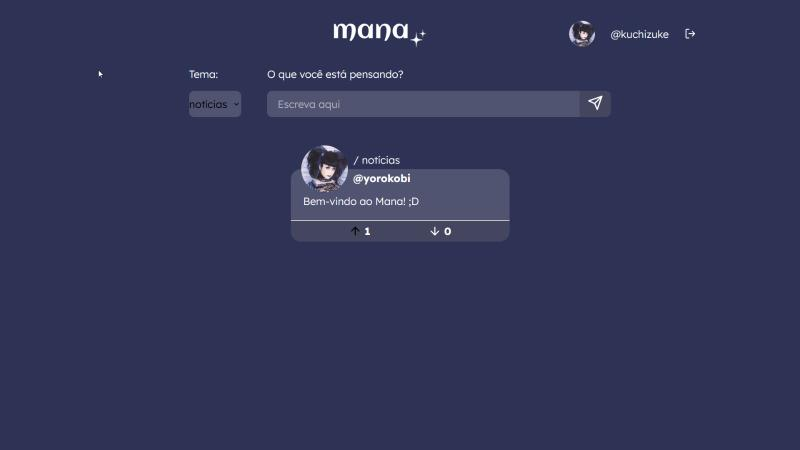 mana
@kuchizuke
Tema:
O que você está pensando?
notícias
Escreva aqui
/ notícias
@yorokobi
Bem-vindo ao Mana! ;D
1
0